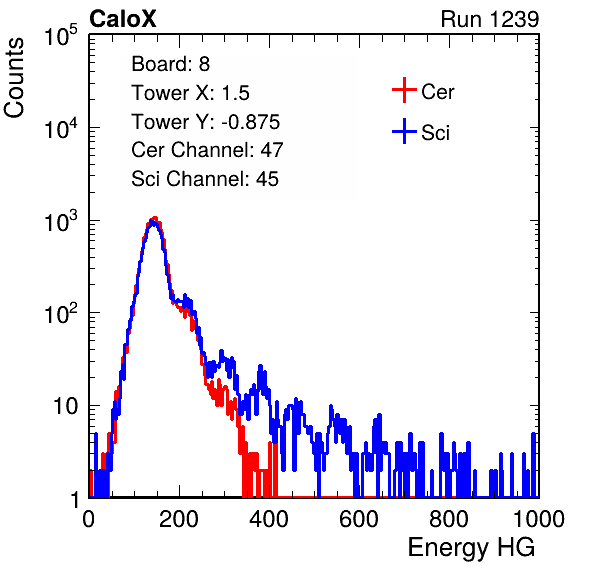 CaloX Run 1239
Counts
Board: 8
Tower X: 1.5
Tower Y: -0.875
Cer Channel: 47
Sci Channel: 45
Cer
Sci
10^5
10^4
10^3
10^2
10
1
0 200 400 600 800 1000
Energy HG